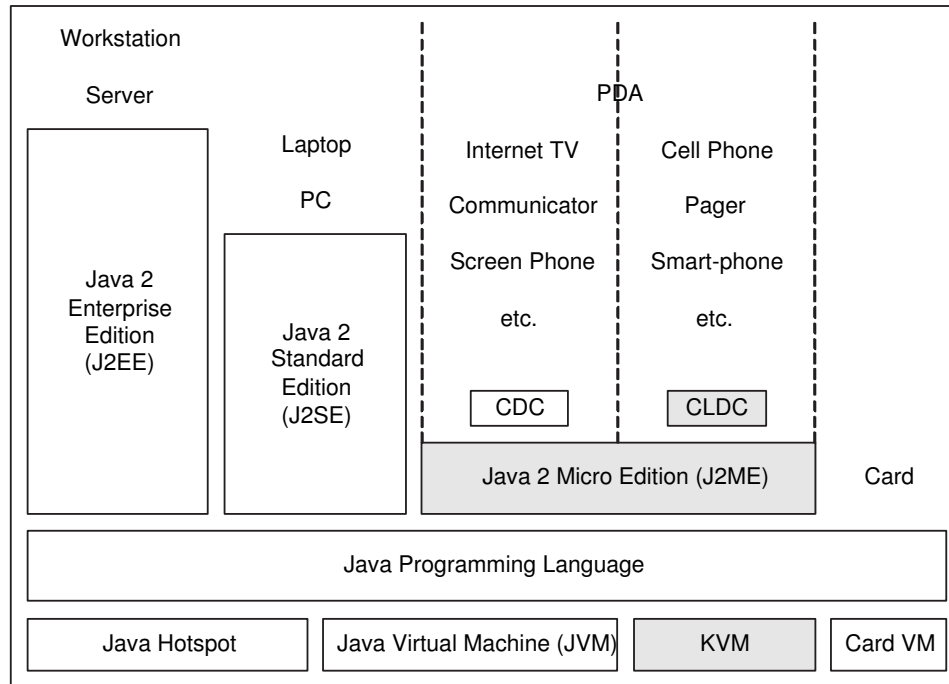 Workstation
Server
Java 2
Enterprise
Edition
(J2EE)
Laptop
PC
Java 2
Standard
Edition
(J2SE)
PDA
Internet TV
Communicator
Screen Phone
etc.
CDC
Cell Phone
Pager
Smart-phone
etc.
CLDC
Java 2 Micro Edition (J2ME)
Card
Java Programming Language
Java Hotspot
Java Virtual Machine (JVM)
KVM
Card VM